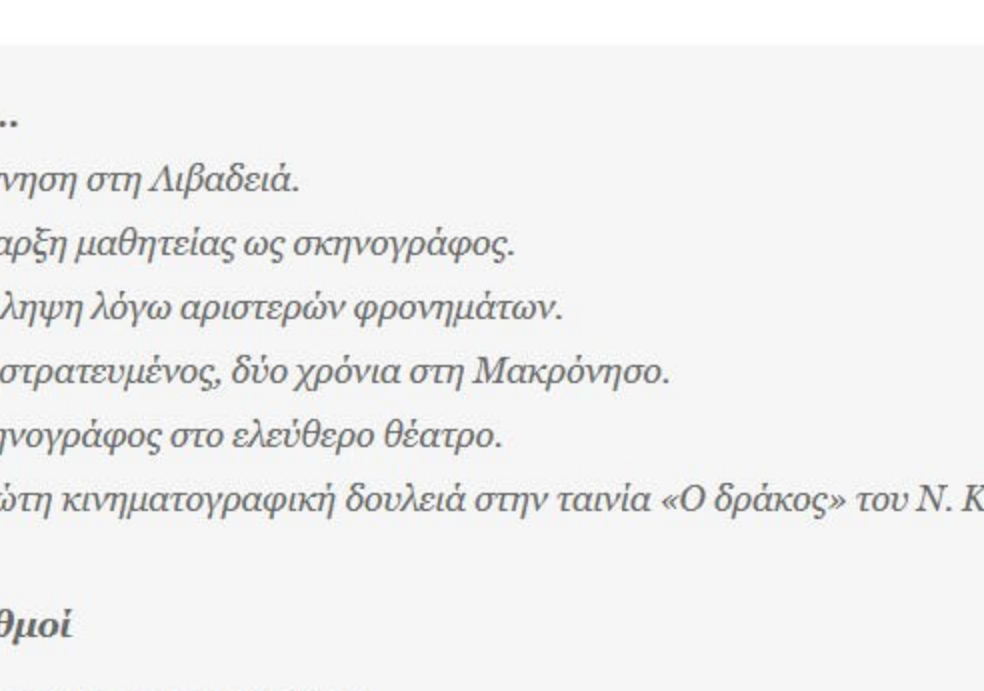 ..
νηση στη Λιβαδειά.
αρξη μαθητείας ως σκηνογράφος.
ληψη λόγω αριστερών φρονημάτων.
στρατευμένος, δύο χρόνια στη Μακρόνησο.
ηνογράφος στο ελεύθερο θέατρο.
ώτη κινηματογραφική δουλειά στην ταινία «Ο δράκος» του Ν. Κ
θμοί